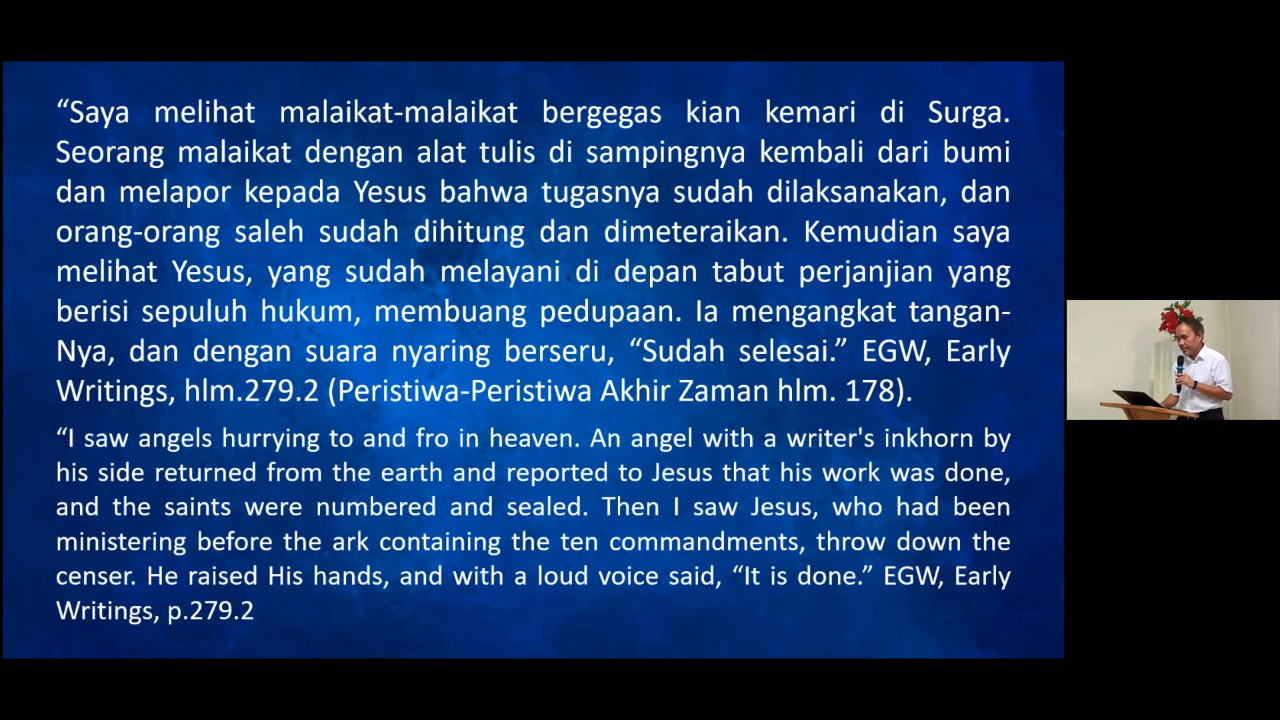 “Saya melihat malaikat-malaikat bergegas kian kemari di Surga.
Seorang malaikat dengan alat tulis di sampingnya kembali dari bumi
dan melapor kepada Yesus bahwa tugasnya sudah dilaksanakan, dan
orang-orang saleh sudah dihitung dan dimeteraikan. Kemudian saya
melihat Yesus, yang sudah melayani di depan tabut perjanjian yang
berisi sepuluh hukum, membuang pedupaan. Ia mengangkat tangan-
Nya, dan dengan suara nyaring berseru, “Sudah selesai.” EGW, Early
Writings, hlm.279.2 (Peristiwa-Peristiwa Akhir Zaman hlm. 178).
“I saw angels hurrying to and fro in heaven. An angel with a writer's inkhorn by
his side returned from the earth and reported to Jesus that his work was done,
and the saints were numbered and sealed. Then I saw Jesus, who had been
ministering before the ark containing the ten commandments, throw down the
censer. He raised His hands, and with a loud voice said, “It is done.” EGW, Early
Writings, p.279.2